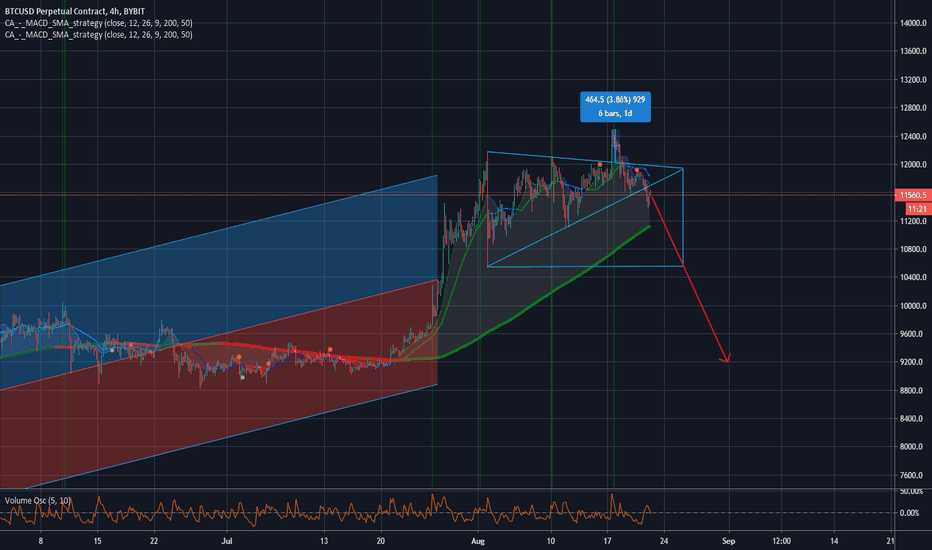 BTCUSD Perpetual Contract, 4h, BYBIT
CA_-_MACD_SMA_strategy (close, 12, 26, 9, 200, 50)
CA_-_MACD_SMA_strategy (close, 12, 26, 9, 200, 50)
464.5 (3.86%) 929
6 bars, 1d
14000.0
13600.0
13200.0
12800.0
12400.0
12000.0
11560.5
11:21
11200.0
10800.0
10400.0
10000.0
9600.0
9200.0
8800.0
8400.0
8000.0
7600.0
Volume Osc (5, 10)
50.00%
0.00%
8 15 22 Jul 13 20 Aug 10 17 24 Sep 7 12:00 14 21